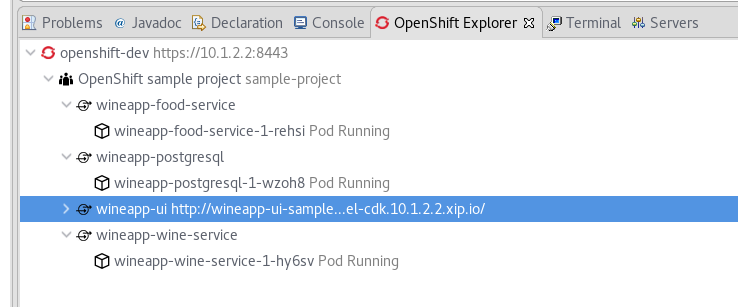 Problems @ Javadoc Declaration Console OpenShift Explorer Terminal Servers
openshift-dev https://10.1.2.2:8443
OpenShift sample project sample-project
wineapp-food-service
wineapp-food-service-1-rehsi Pod Running
wineapp-postgresql
wineapp-postgresql-1-wzoh8 Pod Running
wineapp-ui http://wineapp-ui-sample...el-cdk.10.1.2.2.xip.io/
wineapp-wine-service
wineapp-wine-service-1-hy6sv Pod Running